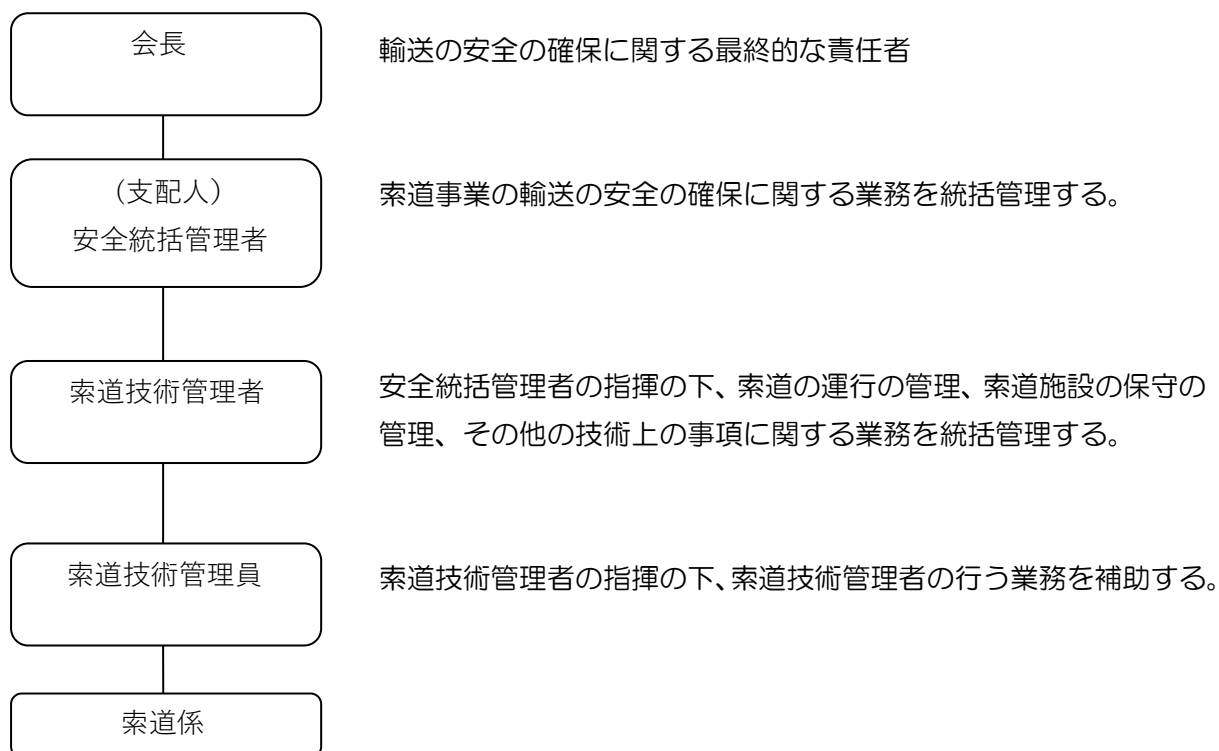 会長
輸送の安全の確保に関する最終的な責任者
（支配人）
安全統括管理者
索道事業の輸送の安全の確保に関する業務を統括管理する。
索道技術管理者
安全統括管理者の指揮の下、索道の運行の管理、索道施設の保守の
管理、その他の技術上の事項に関する業務を統括管理する。
索道技術管理員
索道技術管理者の指揮の下、索道技術管理者の行う業務を補助する。
索道係